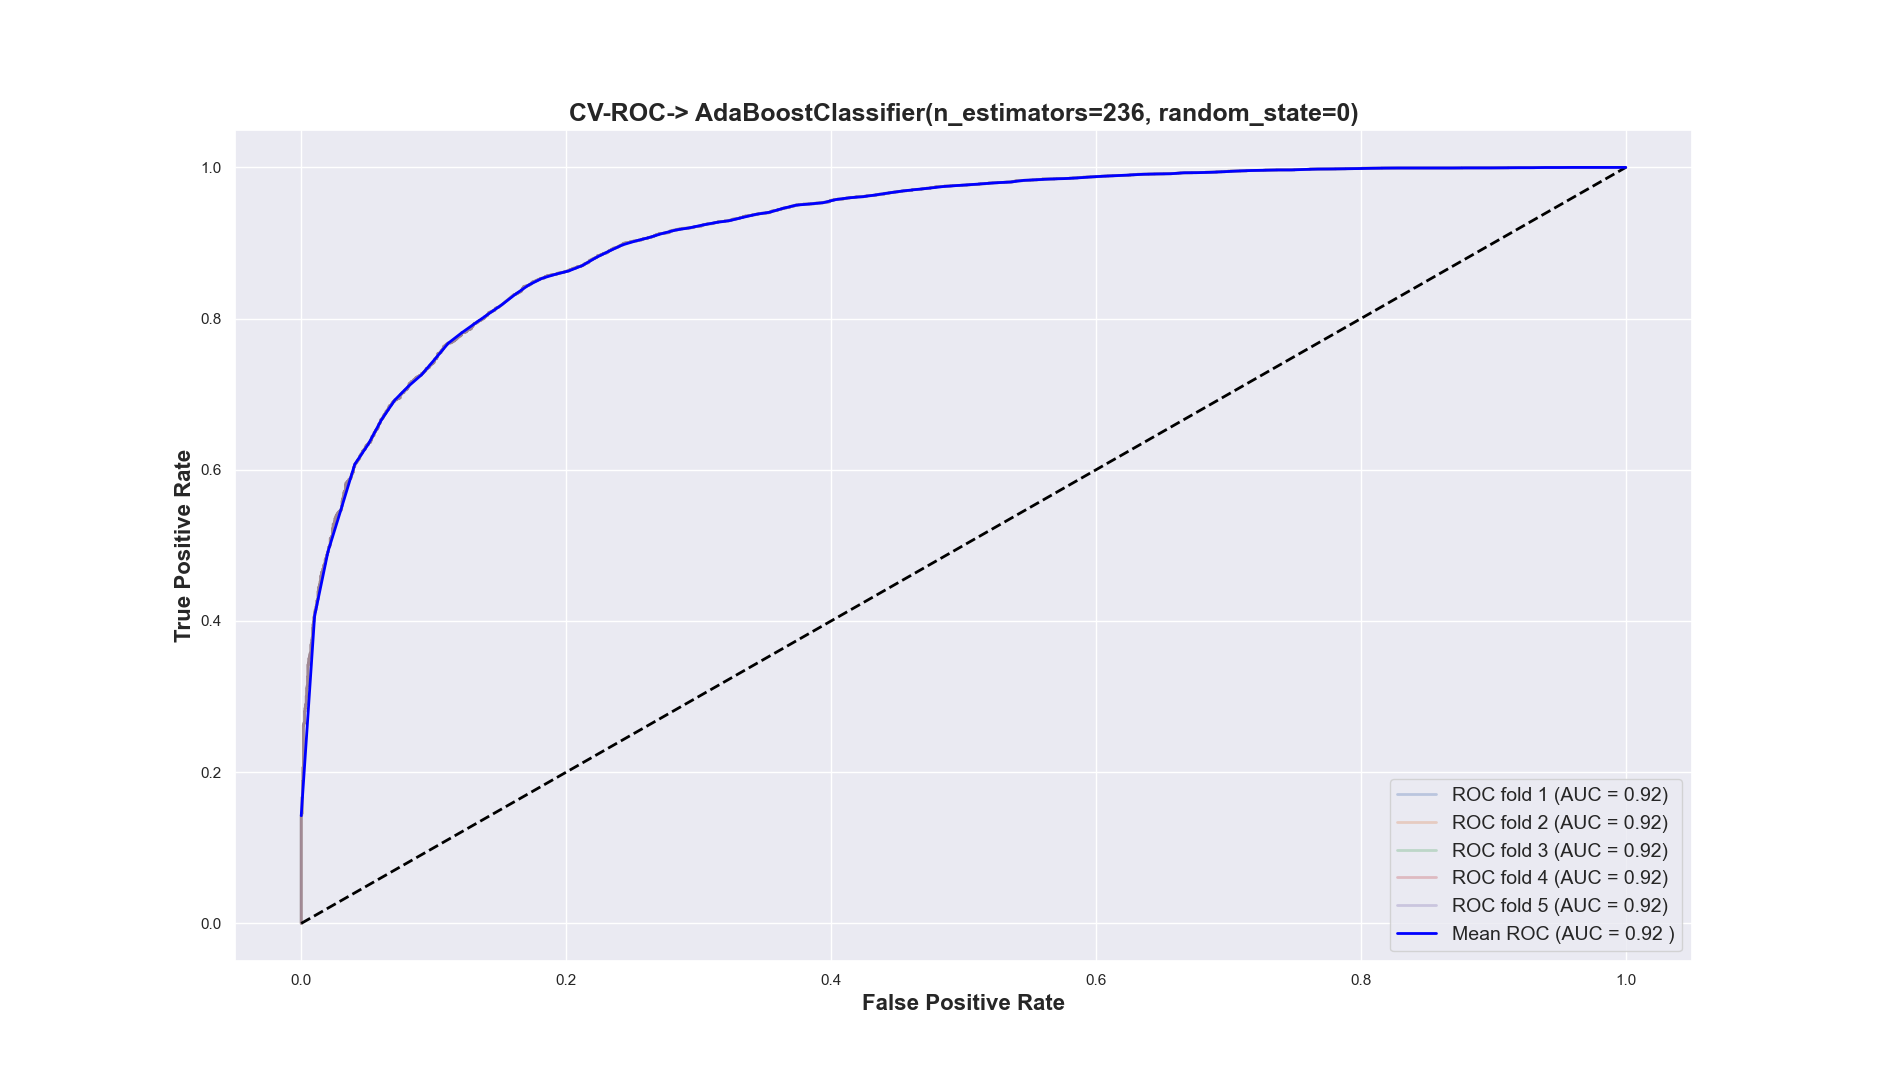 CV-ROC-> AdaBoostClassifier(n_estimators=236, random_state=0)
1.0
0.8
0.6
0.4
0.2
0.0
True Positive Rate
ROC fold 1 (AUC = 0.92)
ROC fold 2 (AUC = 0.92)
ROC fold 3 (AUC = 0.92)
ROC fold 4 (AUC = 0.92)
ROC fold 5 (AUC = 0.92)
Mean ROC (AUC = 0.92 )
0.0 0.2 0.4 0.6 0.8 1.0
False Positive Rate